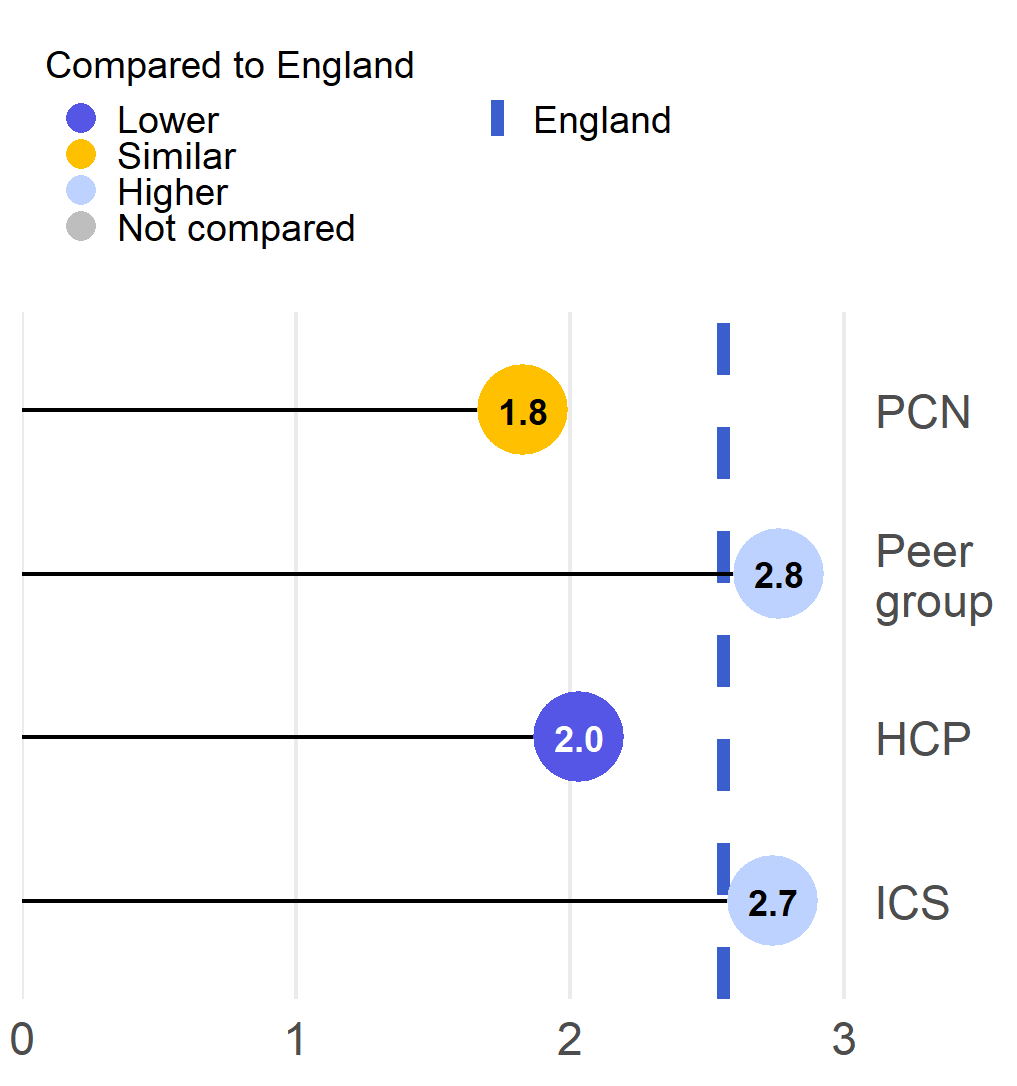 Compared to England
Lower
Similar
Higher
Not compared
England
1.8
PCN
2.8
Peer
group
2.0
HCP
2.7
ICS
0
1
2
3